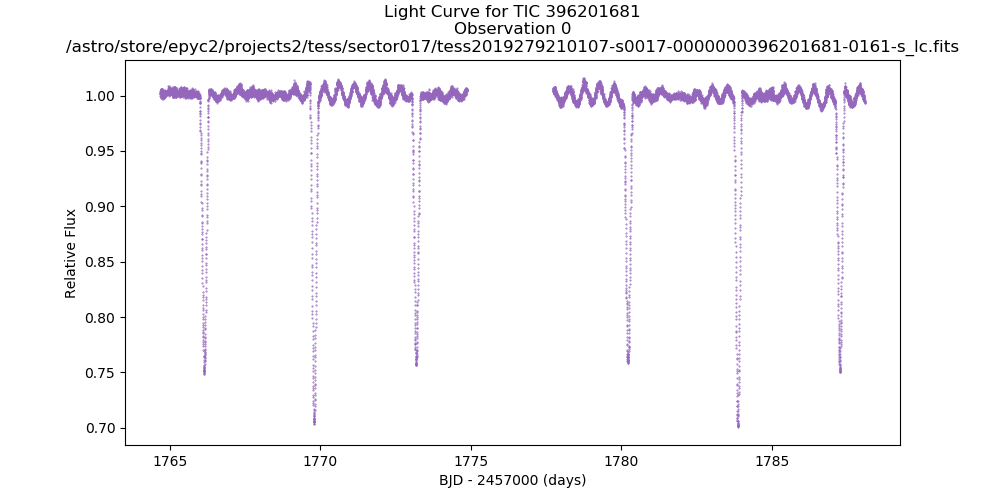 Light Curve for TIC 396201681
Observation 0
/astro/store/epyc2/projects2/tess/sector017/tess2019279210107-s0017-0000000396201681-0161-s_lc.fits
1.00
0.95
0.90
0.85
0.80
0.75
0.70
Relative Flux
1765
1770
1775
1780
1785
BJD - 2457000 (days)